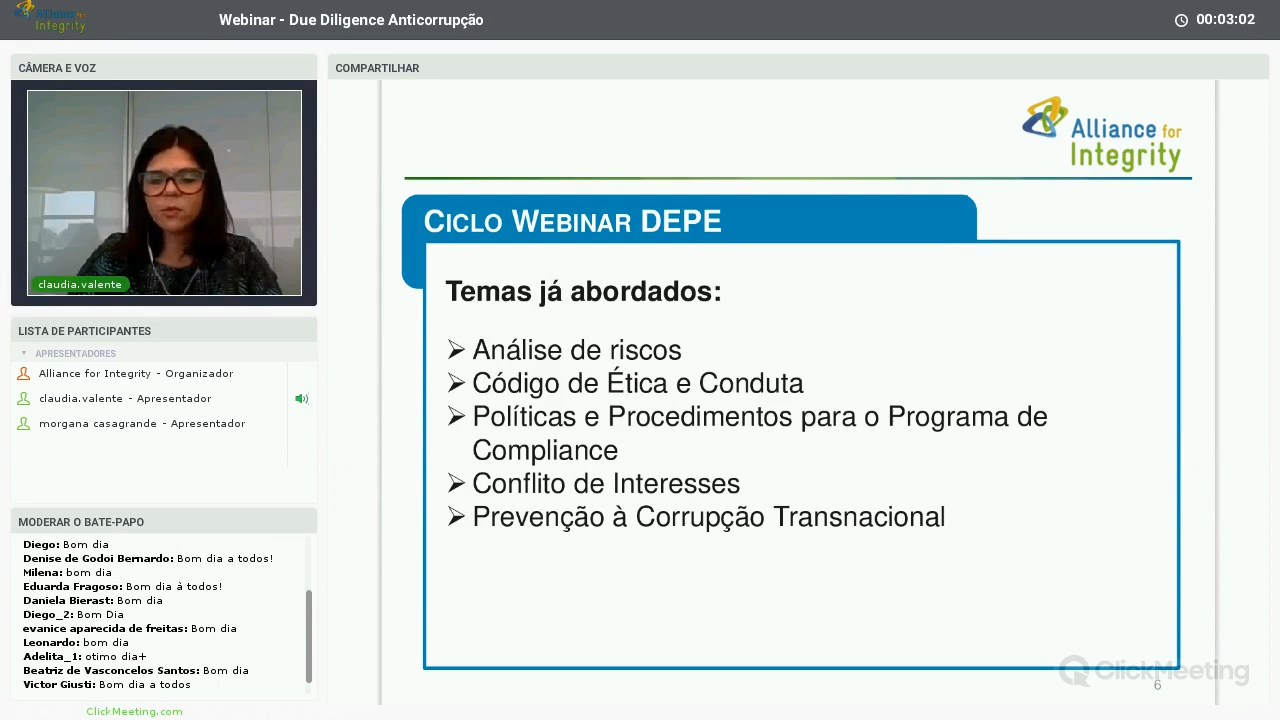 Alliance for
Integrity
Webinar - Due Diligence Anticorrupção
00:03:02
CÂMERA E VOZ
claudia.valente
LISTA DE PARTICIPANTES
APRESENTADORES
Alliance for Integrity - Organizador
claudia.valente - Apresentador
morgana casagrande - Apresentador
MODERAR O BATE-PAPO
Diego: Bom dia
Denise de Godoi Bernardo: Bom dia a todos!
Milena: bom dia
Eduarda Fragoso: Bom dia à todos!
Daniela Bierast: Bom dia
Diego_2: Bom Dia
evanice aparecida de freitas: Bom dia
Leonardo: bom dia
Adelita_1: otimo dia+
Beatriz de Vasconcelos Santos: Bom dia
Victor Giusti: Bom dia a todos
ClickMeeting.com
COMPARTILHAR
Alliance for
Integrity
CICLO WEBINAR DEPE
Temas já abordados:
Análise de riscos
Código de Ética e Conduta
Políticas e Procedimentos para o Programa de
Compliance
Conflito de Interesses
Prevenção à Corrupção Transnacional
ClickMeeting
6